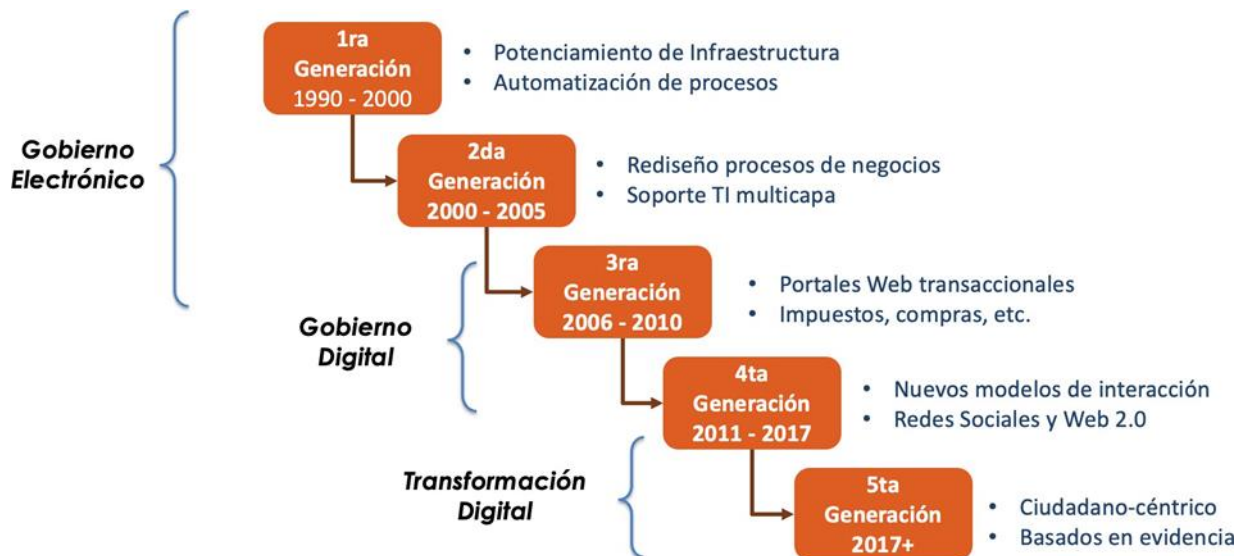 1ra
Generación
1990 - 2000
• Potenciamiento de Infraestructura
• Automatización de procesos
Gobierno
Electrónico
2da
Generación
2000 - 2005
• Rediseño procesos de negocios
• Soporte TI multicapa
3ra
Generación
2006 - 2010
• Portales Web transaccionales
• Impuestos, compras, etc.
Gobierno
Digital
4ta
Generación
2011 - 2017
• Nuevos modelos de interacción
• Redes Sociales y Web 2.0
Transformación
Digital
5ta
Generación
2017+
• Ciudadano-céntrico
• Basados en evidencia